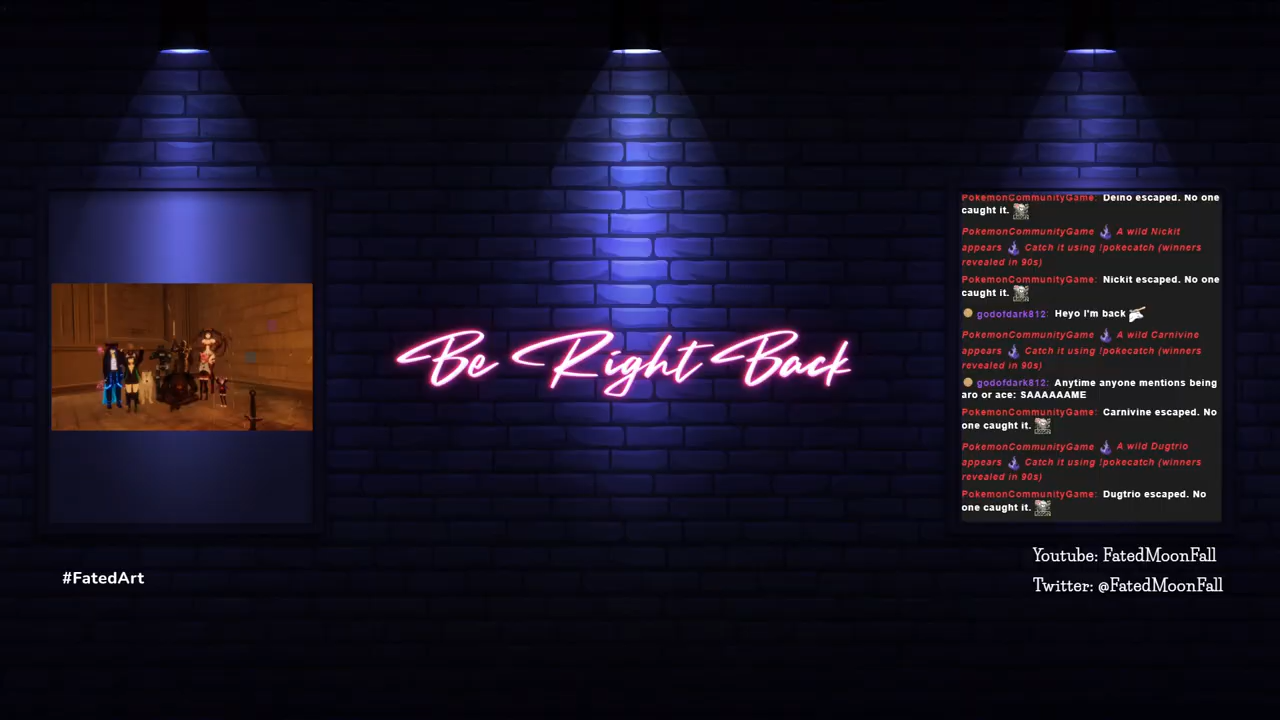 PokemonCommunityGame: Deino escaped. No one
caught it.
PokemonCommunityGame A wild Nickit
appears Catch it using !pokecatch (winners
revealed in 90s)
PokemonCommunityGame: Nickit escaped. No one
caught it.
godofdark812: Heyo I'm back
PokemonCommunityGame A wild Carnivine
appears Catch it using !pokecatch (winners
revealed in 90s)
godofdark812: Anytime anyone mentions being
aro or ace: SAAAAAAME
PokemonCommunityGame: Carnivine escaped. No
one caught it.
PokemonCommunityGame A wild Dugtrio
appears Catch it using !pokecatch (winners
revealed in 90s)
PokemonCommunityGame: Dugtrio escaped. No
one caught it.
Be Right Back
#FatedArt
Youtube: FatedMoonFall
Twitter: @FatedMoonFall